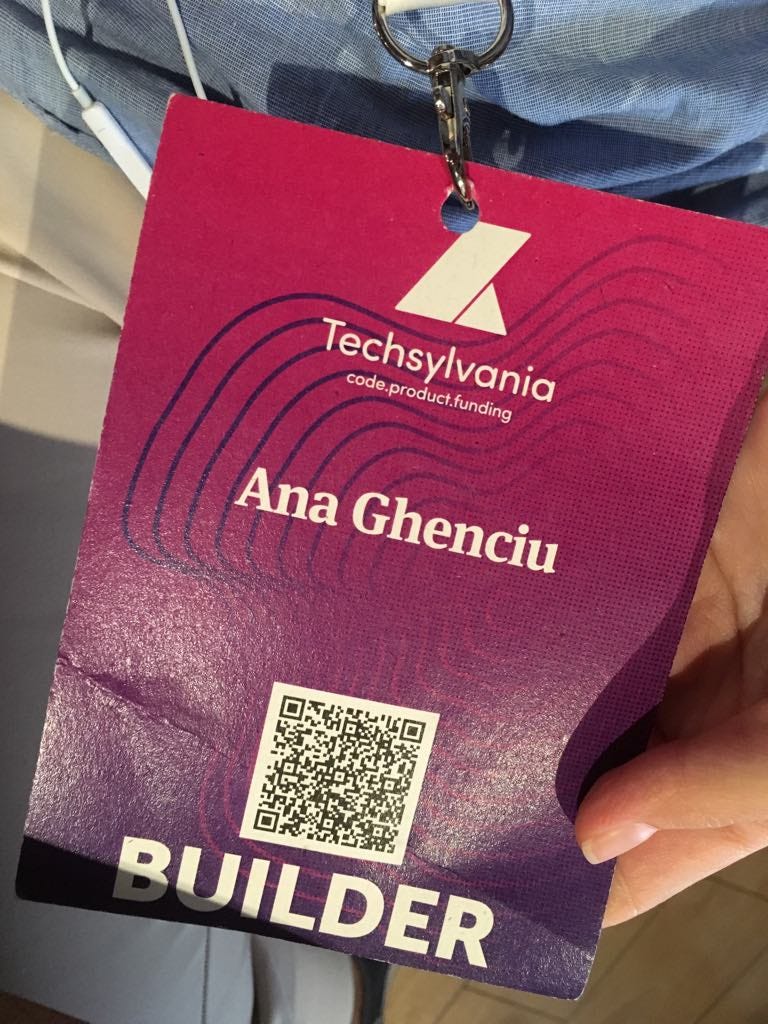 Techsylvania
code.product.funding
Ana Ghenciu
BUILDER